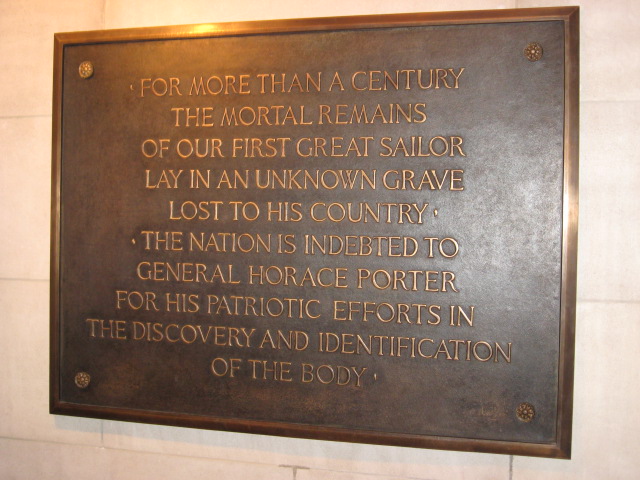 · FOR MORE THAN A CENTURY
THE MORTAL REMAINS
OF OUR FIRST GREAT SAILOR
LAY IN AN UNKNOWN GRAVE
LOST TO HIS COUNTRY ·
· THE NATION IS INDEBTED TO
GENERAL HORACE PORTER
FOR HIS PATRIOTIC EFFORTS IN
THE DISCOVERY AND IDENTIFICATION
OF THE BODY ·